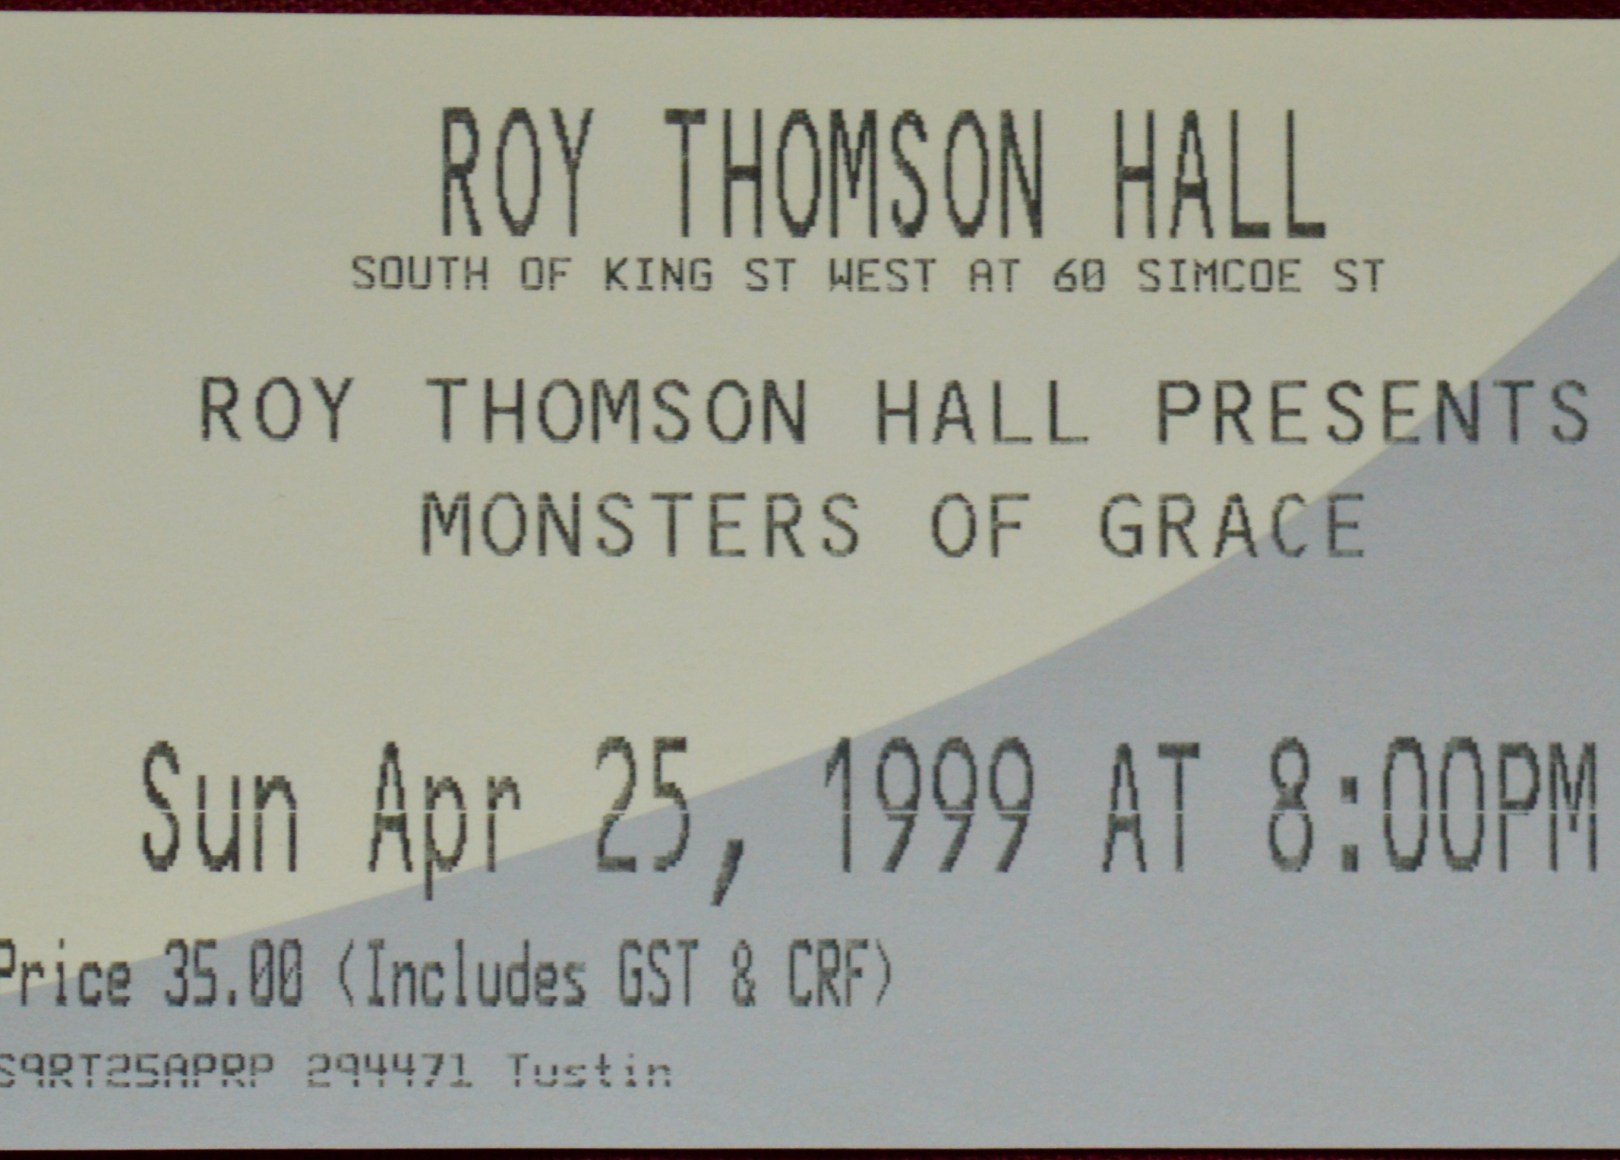 ROY THOMSON HALL
SOUTH OF KING ST WEST AT 60 SIMCOE ST
ROY THOMSON HALL PRESENTS
MONSTERS OF GRACE
Sun Apr 25, 1999 AT 8:00PM
Price 35.00 (Includes GST & CRF)
S9RT25APRP 294471 Tustin